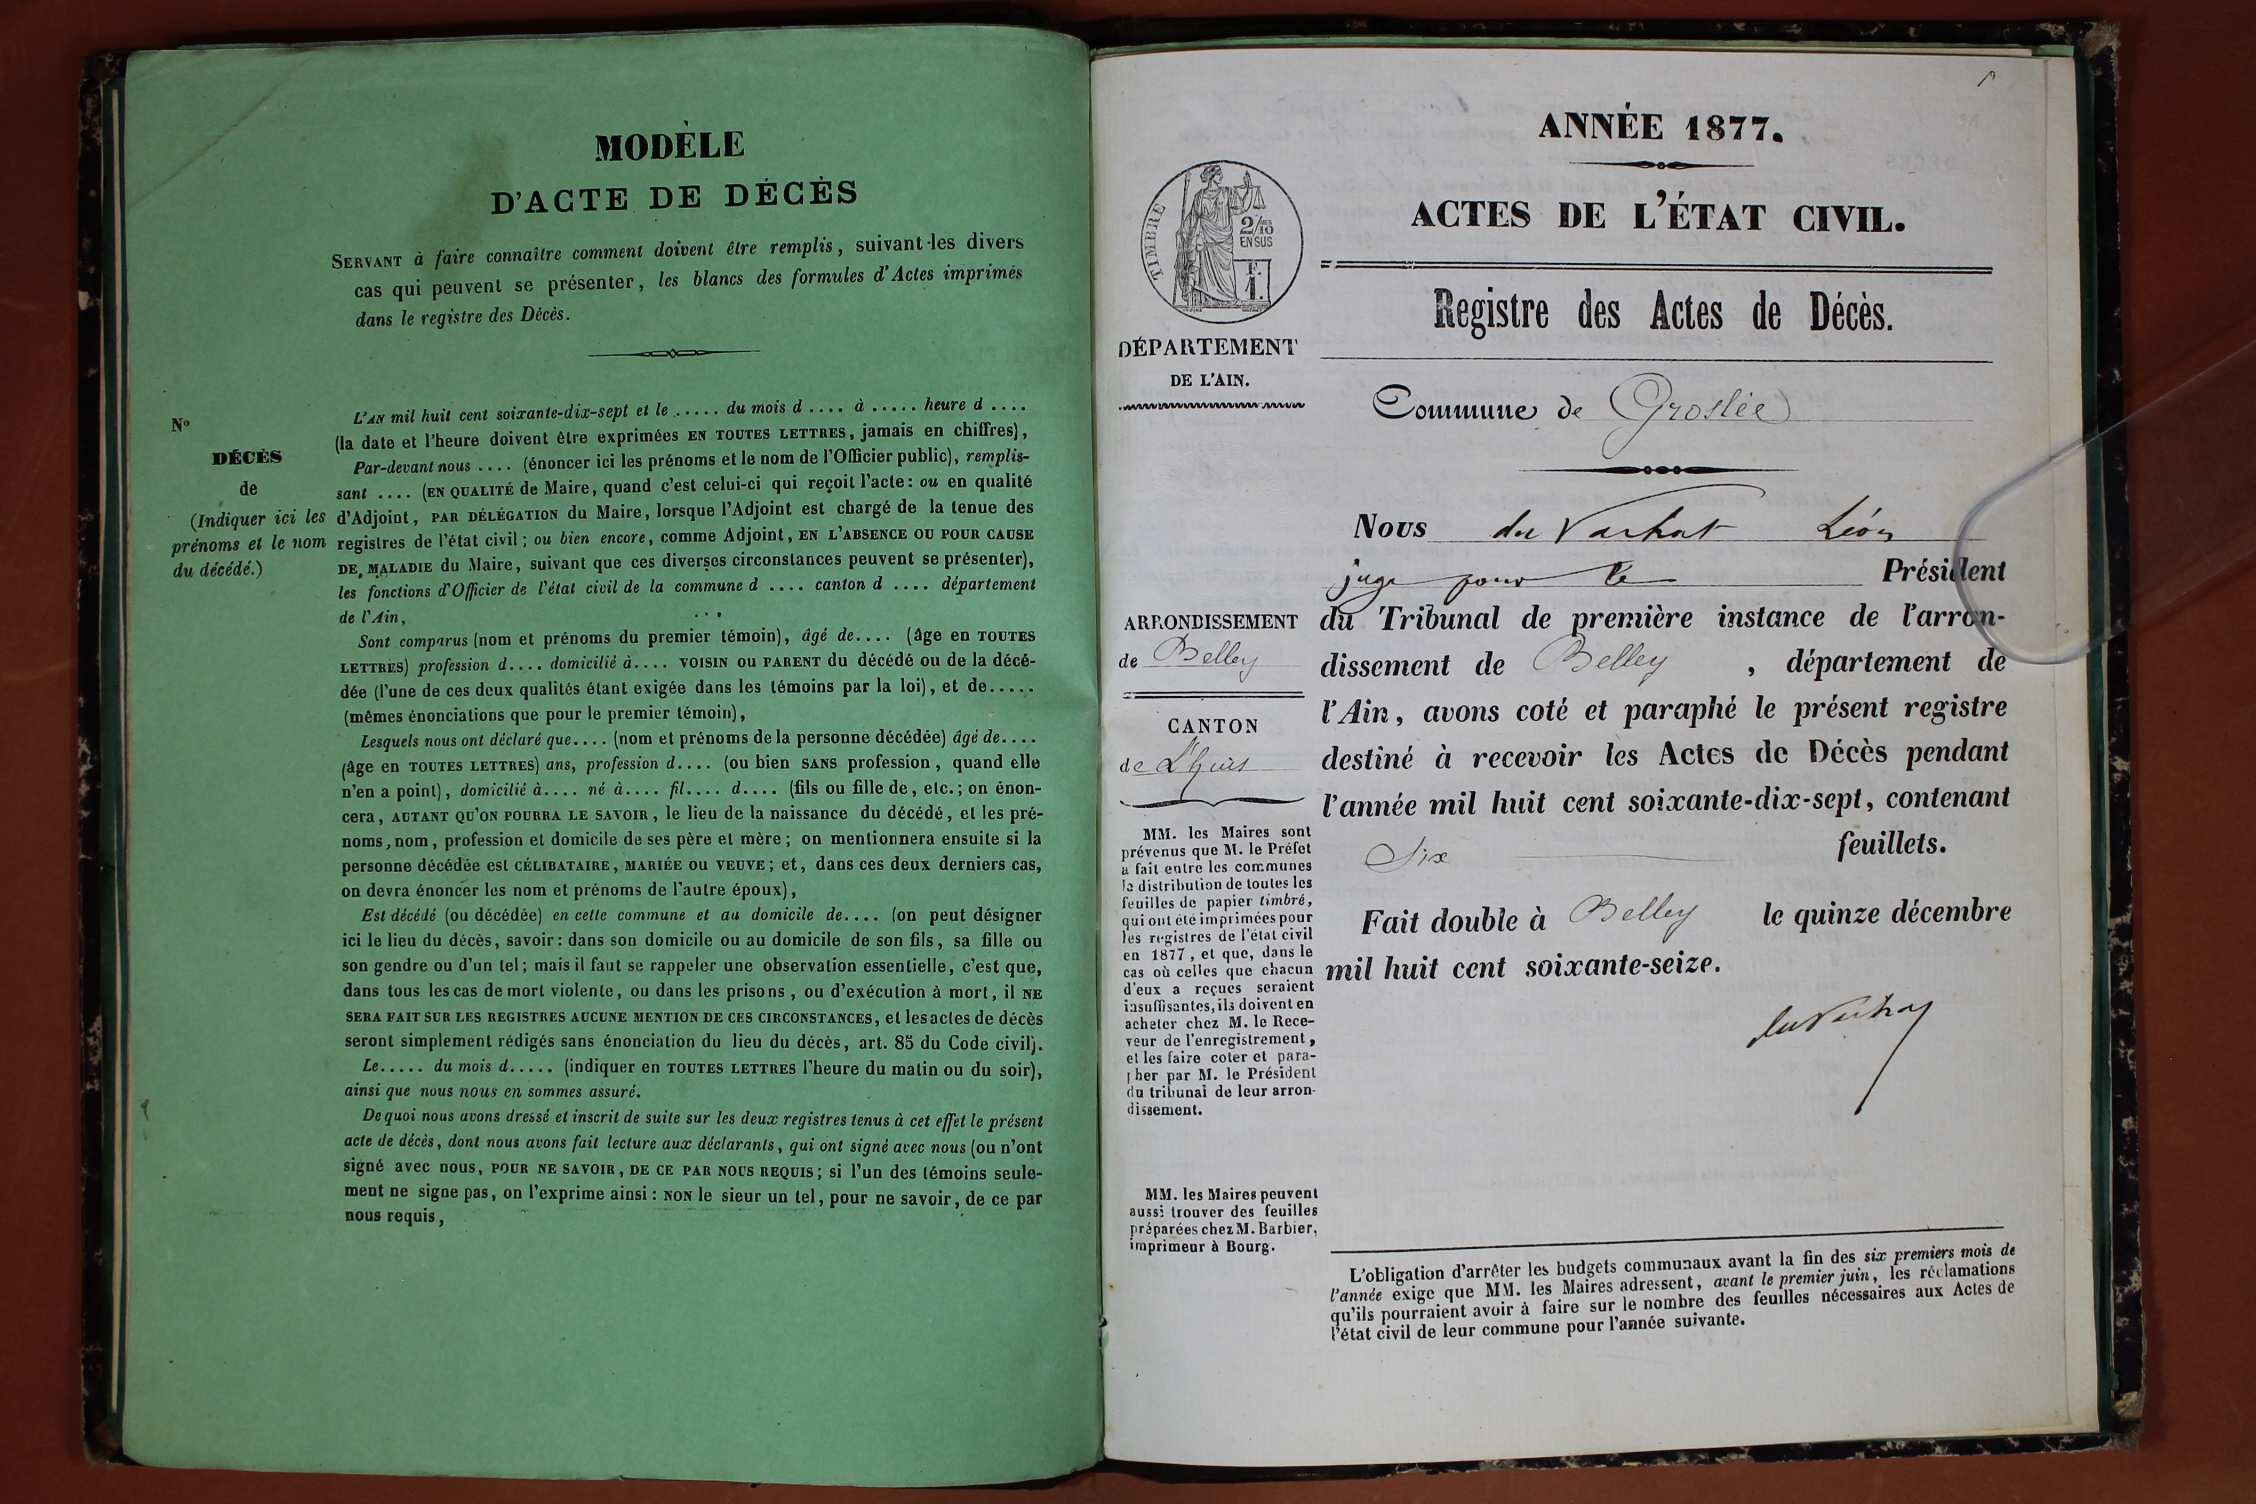 MODÈLE
D'ACTE DE DÉCÈS
SERVANT à faire connaître comment doivent être remplis, suivant les divers
cas qui peuvent se présenter, les blancs des formules d'Actes imprimés
dans le registre des Décès.
No
DÉCÈS
de
(Indiquer ici les
prénoms et le nom
du décédé.)
L'AN mil huit cent soixante-dix-sept et le ..... du mois d .... à ..... heure d ....
(la date et l'heure doivent être exprimées EN TOUTES LETTRES, jamais en chiffres),
Par-devant nous .... (énoncer ici les prénoms et le nom de l'Officier public), remplis-
sant .... (EN QUALITÉ de Maire, quand c'est celui-ci qui reçoit l'acte: ou en qualité
d'Adjoint, PAR DÉLÉGATION du Maire, lorsque l'Adjoint est chargé de la tenue des
registres de l'état civil; ou bien encore, comme Adjoint, EN L'ABSENCE OU POUR CAUSE
DE MALADIE du Maire, suivant que ces diverses circonstances peuvent se présenter),
les fonctions d'Officier de l'état civil de la commune d .... canton d .... département
de l'Ain,
Sont comparus (nom et prénoms du premier témoin), âgé de.... (âge en TOUTES
LETTRES) profession d.... domicilié à.... VOISIN OU PARENT du décédé ou de la décé-
dée (l'une de ces deux qualités étant exigée dans les témoins par la loi), et de.....
(mêmes énonciations que pour le premier témoin),
Lesquels nous ont déclaré que.... (nom et prénoms de la personne décédée) âgé de....
(âge en TOUTES LETTRES) ans, profession d.... (ou bien SANS profession, quand elle
n'en a point), domicilié à.... né à.... fil.... d.... (fils ou fille de, etc.; on énon-
cera, AUTANT QU'ON POURRA LE SAVOIR, le lieu de la naissance du décédé, et les pré-
noms, nom, profession et domicile de ses père et mère; on mentionnera ensuite si la
personne décédée est CÉLIBATAIRE, MARIÉE OU VEUVE; et, dans ces deux derniers cas,
on devra énoncer les nom et prénoms de l'autre époux),
Est décédé (ou décédée) en cette commune et au domicile de.... (on peut désigner
ici le lieu du décès, savoir: dans son domicile ou au domicile de son fils, sa fille ou
son gendre ou d'un tel; mais il faut se rappeler une observation essentielle, c'est que,
dans tous les cas de mort violente, ou dans les prisons, ou d'exécution à mort, il NE
SERA FAIT SUR LES REGISTRES AUCUNE MENTION DE CES CIRCONSTANCES, et les actes de décès
seront simplement rédigés sans énonciation du lieu du décès, art. 85 du Code civil).
Le..... du mois d..... (indiquer en TOUTES LETTRES l'heure du matin ou du soir),
ainsi que nous nous en sommes assuré.
De quoi nous avons dressé et inscrit de suite sur les deux registres tenus à cet effet le présent
acte de décès, dont nous avons fait lecture aux déclarants, qui ont signé avec nous (ou n'ont
signé avec nous, POUR NE SAVOIR, DE CE PAR NOUS REQUIS; si l'un des témoins seule-
ment ne signe pas, on l'exprime ainsi: NON le sieur un tel, pour ne savoir, de ce par
nous requis,
ANNÉE 1877.
ACTES DE L'ÉTAT CIVIL.
TIMBRE
2/10 MES
EN SUS
F.
1.
Registre des Actes de Décès.
DÉPARTEMENT
DE L'AIN.
Commune de Groslée
Nous du Vachat Léon
juge pour le Président
du Tribunal de première instance de l'arron-
dissement de Belley, département de
l'Ain, avons coté et paraphé le présent registre
destiné à recevoir les Actes de Décès pendant
l'année mil huit cent soixante-dix-sept, contenant
Six feuillets.
Fait double à Belley le quinze décembre
mil huit cent soixante-seize.
du Vachat
ARRONDISSEMENT
de Belley
CANTON
de Lhuis
MM. les Maires sont
prévenus que M. le Préfet
a fait entre les communes
la distribution de toutes les
feuilles de papier timbré,
qui ont été imprimées pour
les registres de l'état civil
en 1877, et que, dans le
cas où celles que chacun
d'eux a reçues seraient
insuffisantes, ils doivent en
acheter chez M. le Rece-
veur de l'enregistrement,
et les faire coter et para-
pher par M. le Président
du tribunal de leur arron-
dissement.
MM. les Maires peuvent
aussi trouver des feuilles
préparées chez M. Barbier,
imprimeur à Bourg.
L'obligation d'arrêter les budgets communaux avant la fin des six premiers mois de
l'année exige que MM. les Maires adressent, avant le premier juin, les réclamations
qu'ils pourraient avoir à faire sur le nombre des feuilles nécessaires aux Actes de
l'état civil de leur commune pour l'année suivante.